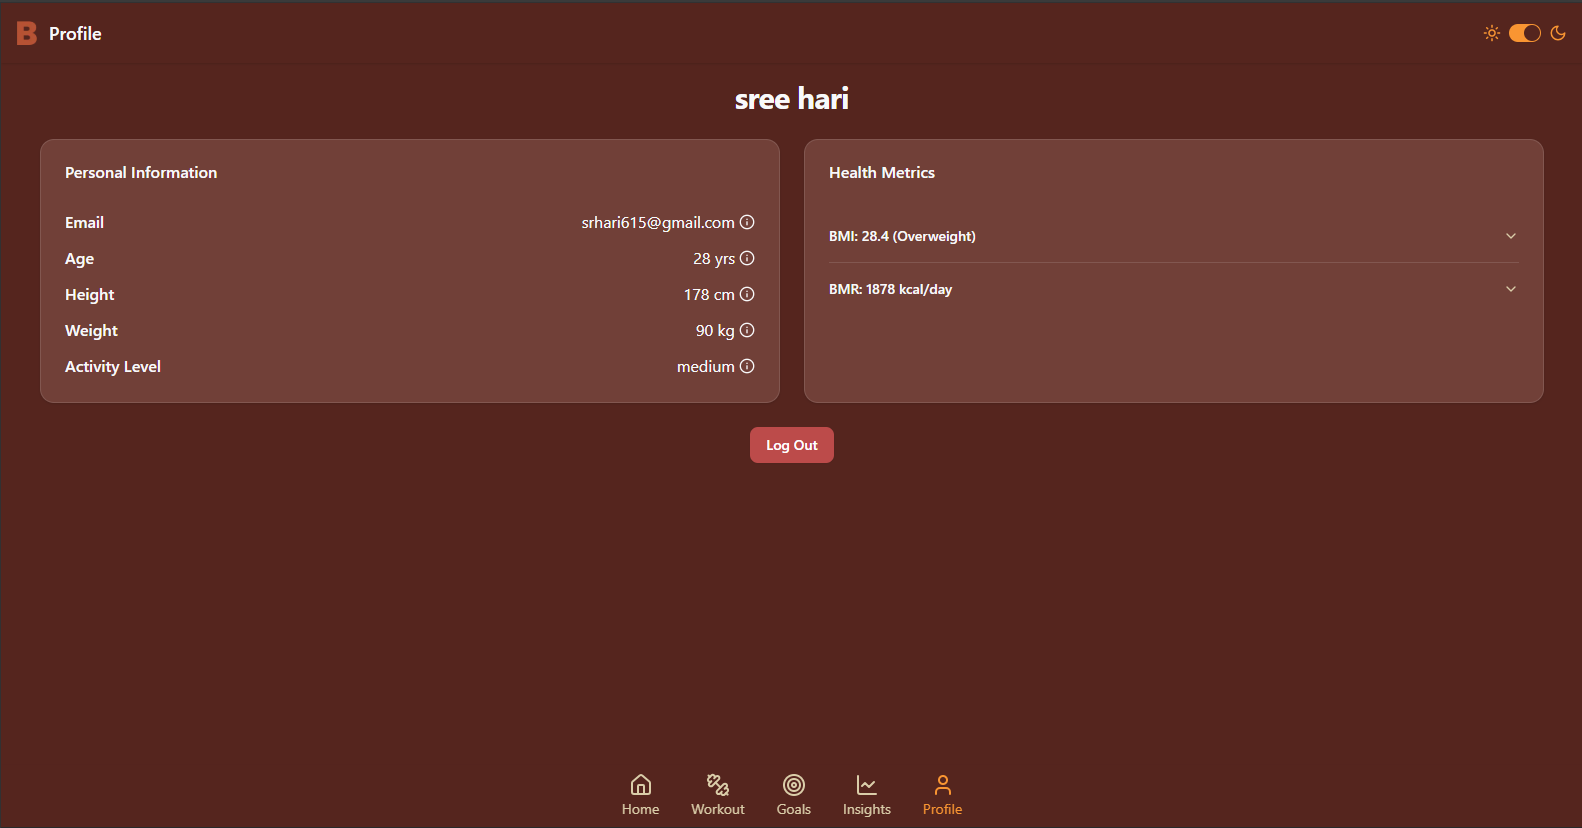 B Profile
sree hari
Personal Information
Email srhari615@gmail.com
Age 28 yrs
Height 178 cm
Weight 90 kg
Activity Level medium
Health Metrics
BMI: 28.4 (Overweight)
BMR: 1878 kcal/day
Log Out
Home Workout Goals Insights Profile